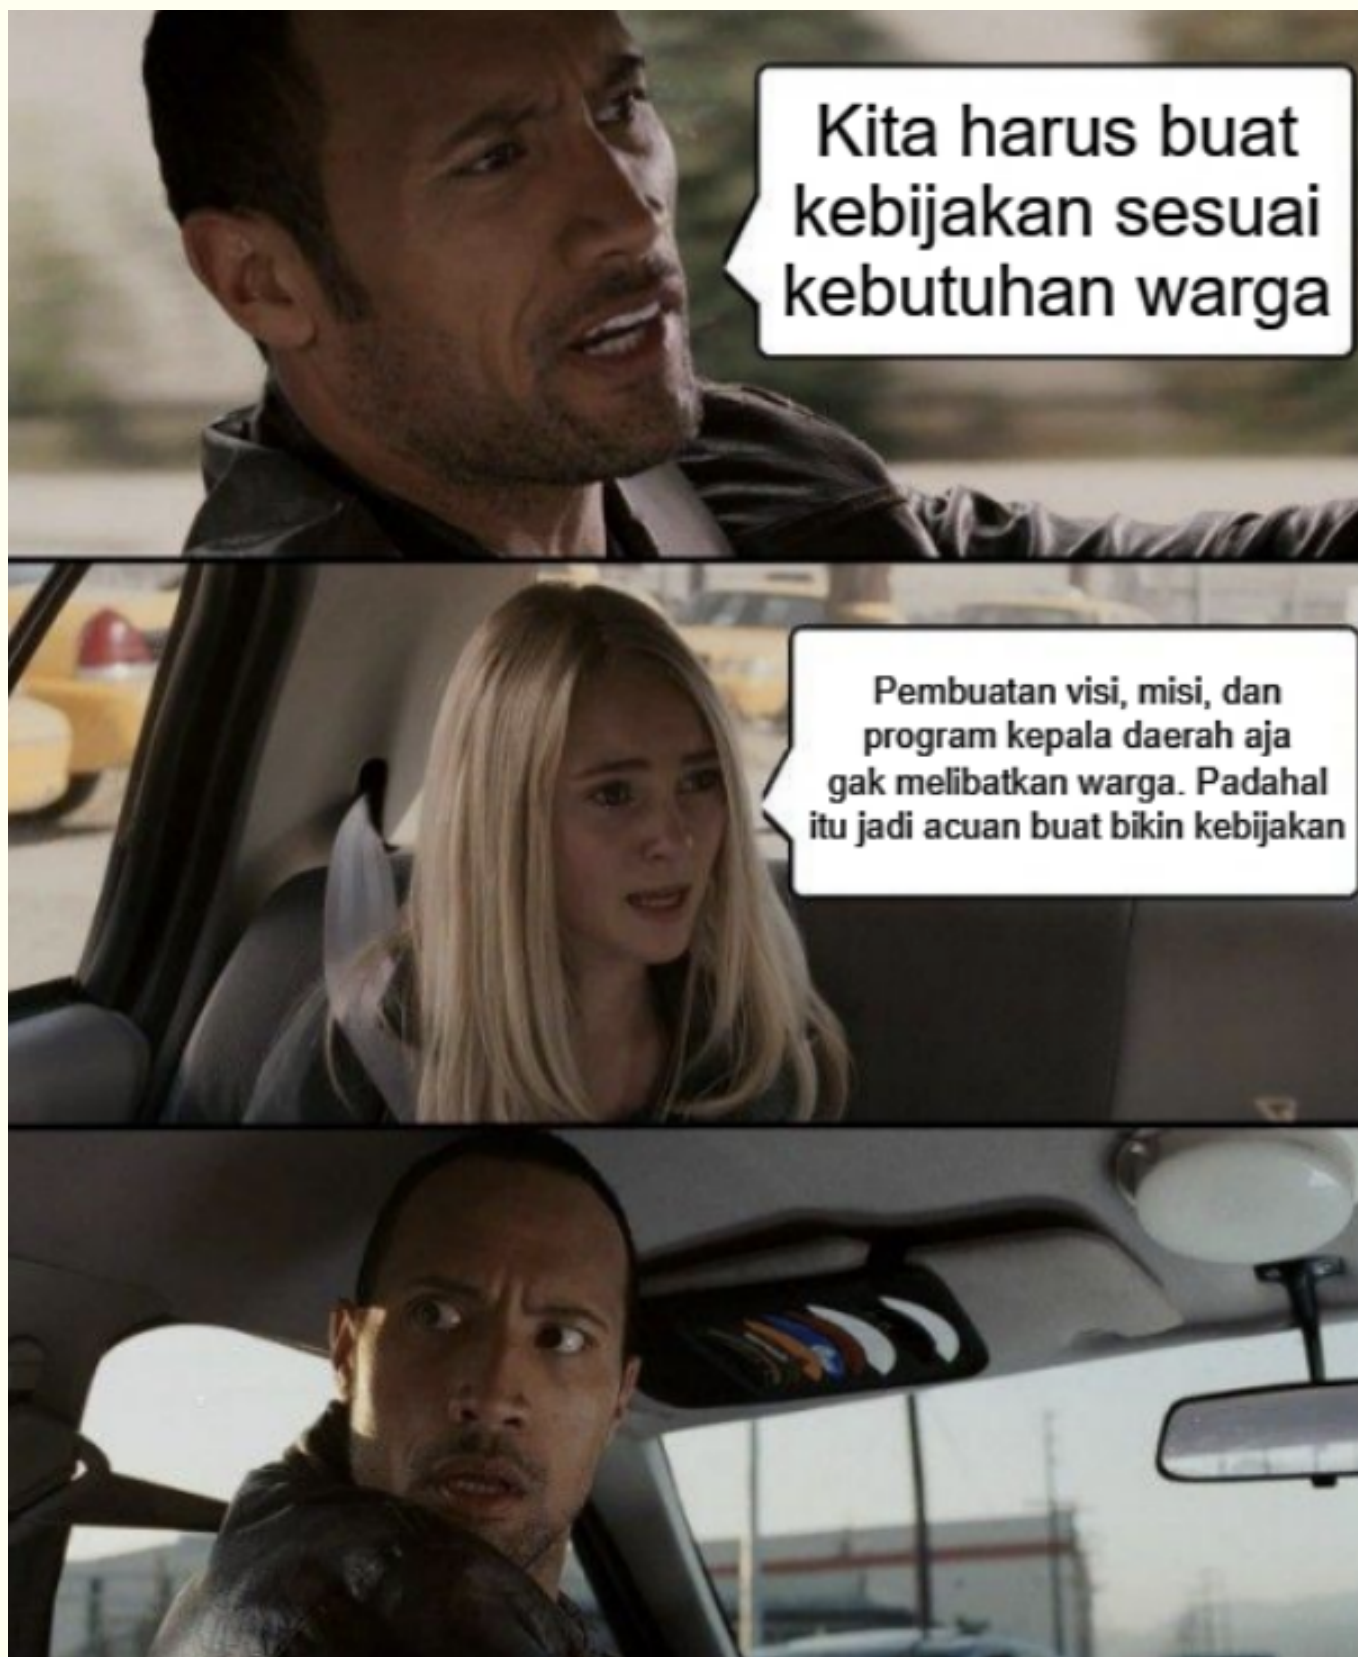 Kita harus buat
kebijakan sesuai
kebutuhan warga
Pembuatan visi, misi, dan
program kepala daerah aja
gak melibatkan warga. Padahal
itu jadi acuan buat bikin kebijakan